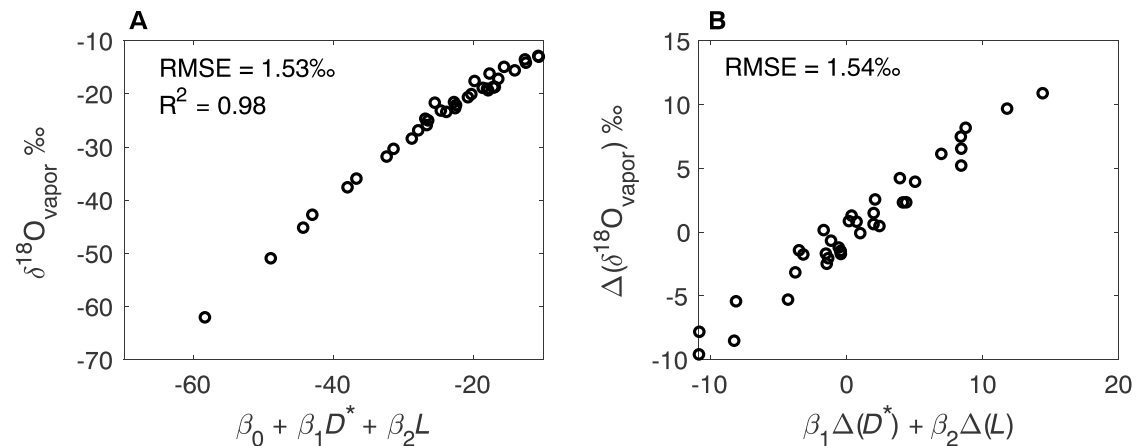 A
RMSE = 1.53‰
R² = 0.98
-10
-20
-30
-40
-50
-60
-70
δ¹⁸O_vapor ‰
-60
-40
-20
β₀ + β₁D* + β₂L
B
RMSE = 1.54‰
15
10
5
0
-5
-10
Δ(δ¹⁸O_vapor) ‰
-10
0
10
20
β₁Δ(D*) + β₂Δ(L)